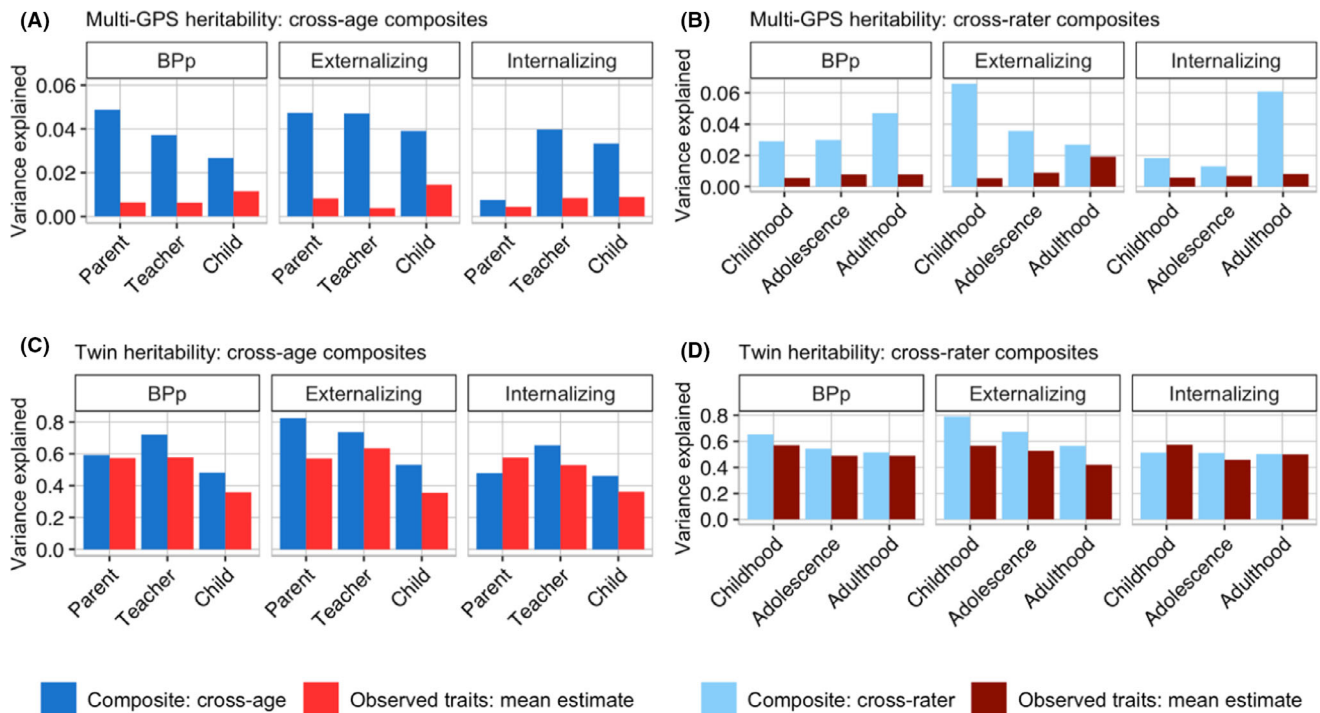 (A) Multi-GPS heritability: cross-age composites
BPp Externalizing Internalizing
Variance explained
0.06
0.04
0.02
0.00
Parent Teacher Child Parent Teacher Child Parent Teacher Child
(B) Multi-GPS heritability: cross-rater composites
BPp Externalizing Internalizing
Variance explained
0.06
0.04
0.02
0.00
Childhood Adolescence Adulthood Childhood Adolescence Adulthood Childhood Adolescence Adulthood
(C) Twin heritability: cross-age composites
BPp Externalizing Internalizing
Variance explained
0.8
0.6
0.4
0.2
0.0
Parent Teacher Child Parent Teacher Child Parent Teacher Child
(D) Twin heritability: cross-rater composites
BPp Externalizing Internalizing
Variance explained
0.8
0.6
0.4
0.2
0.0
Childhood Adolescence Adulthood Childhood Adolescence Adulthood Childhood Adolescence Adulthood
Composite: cross-age Observed traits: mean estimate
Composite: cross-rater Observed traits: mean estimate